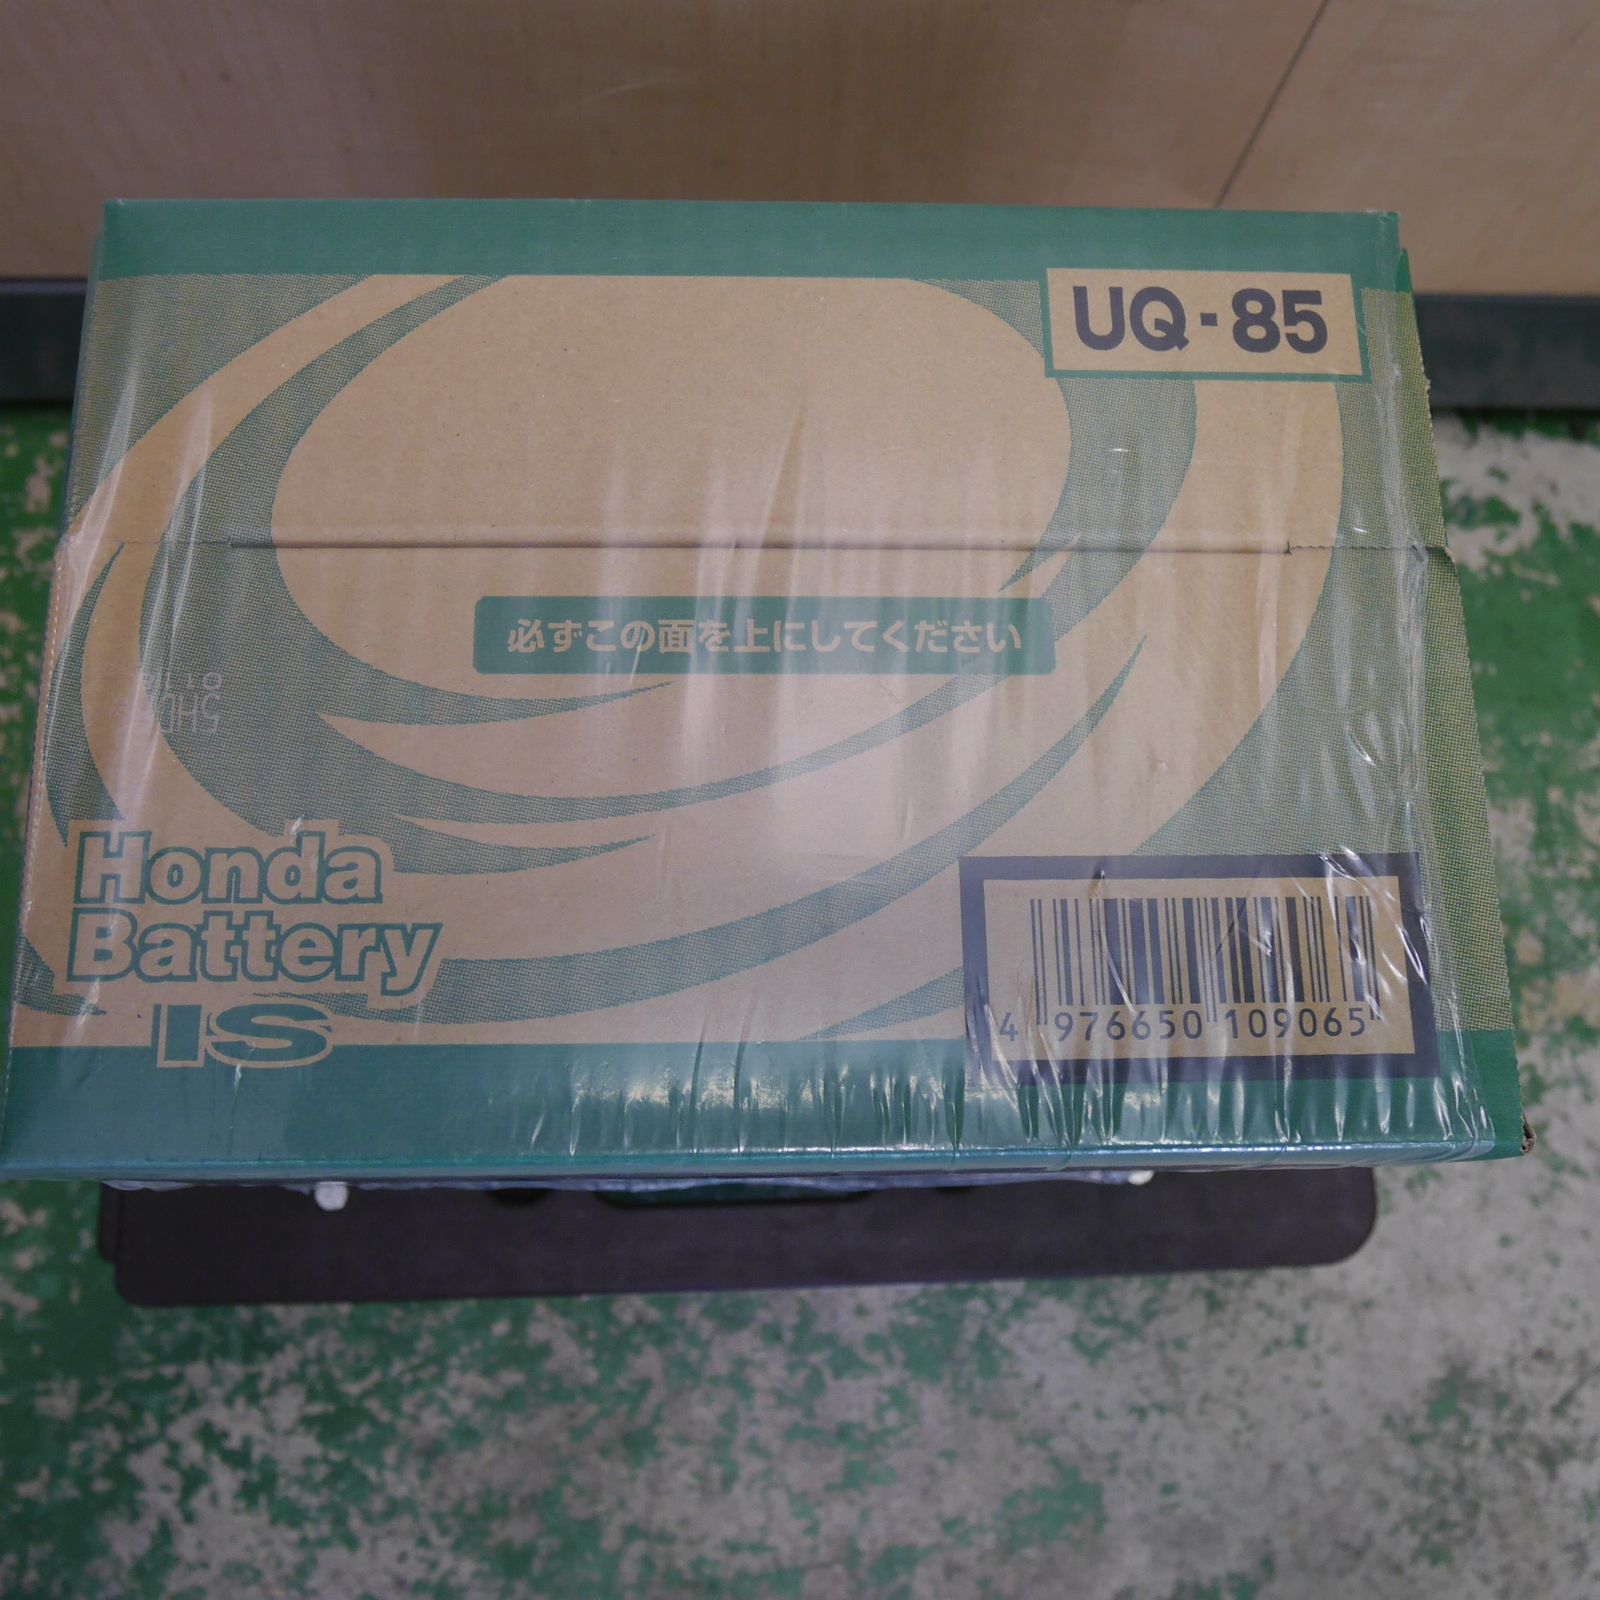 UQ-85
必ずこの面を上にしてください
Honda
Battery
IS
4 976650 109065